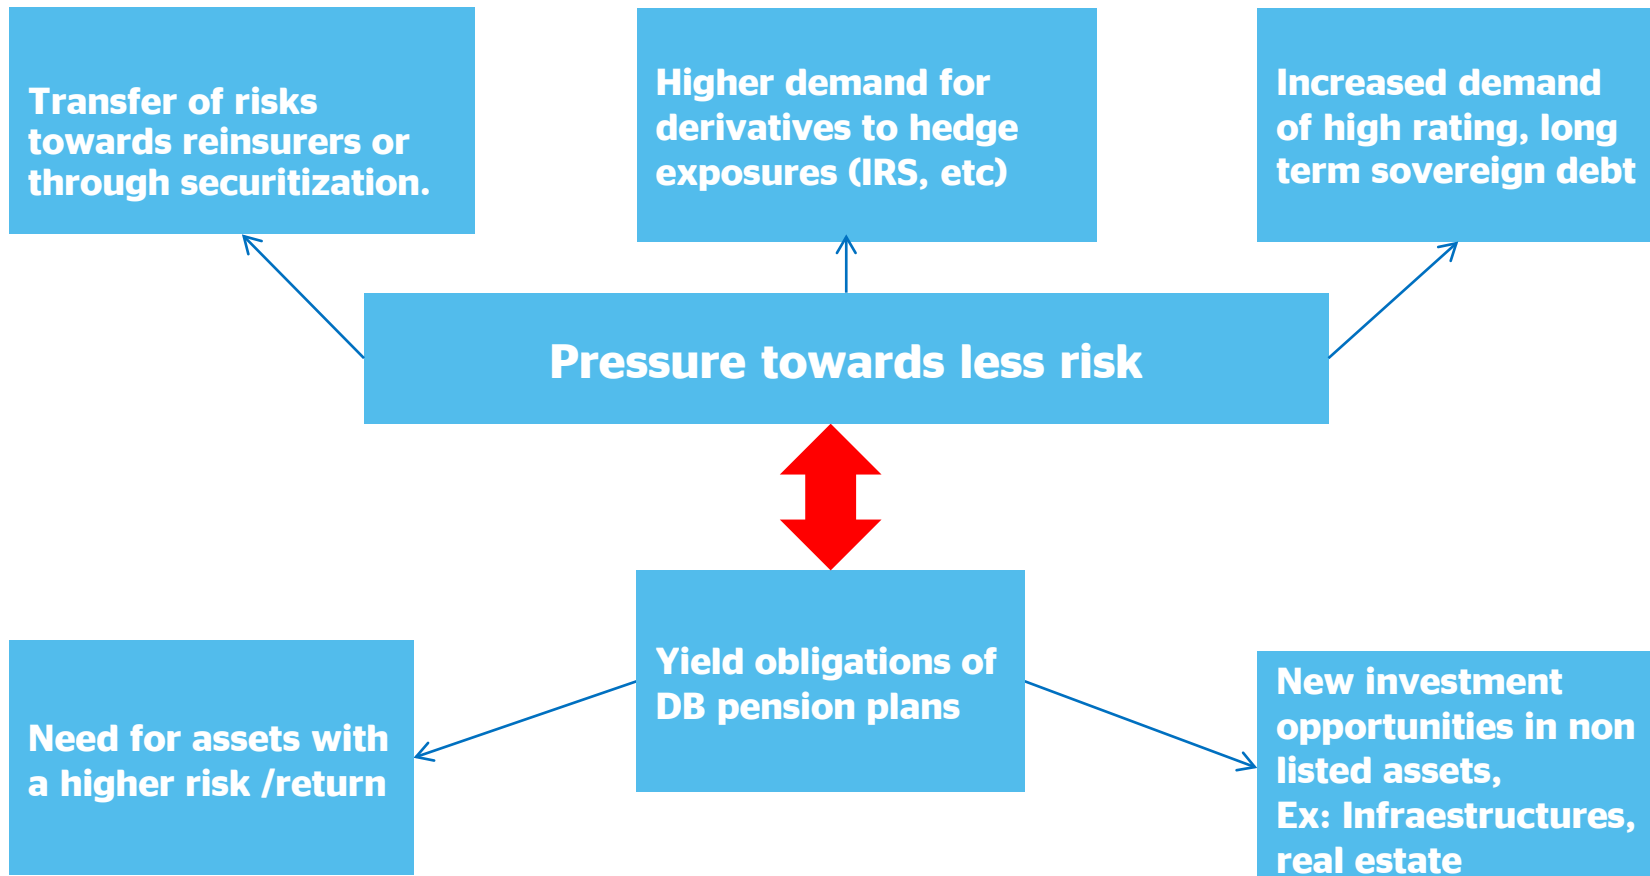 Transfer of risks
towards reinsurers or
through securitization.
Higher demand for
derivatives to hedge
exposures (IRS, etc)
Increased demand
of high rating, long
term sovereign debt
Pressure towards less risk
Yield obligations of
DB pension plans
Need for assets with
a higher risk /return
New investment
opportunities in non
listed assets,
Ex: Infraestructures,
real estate